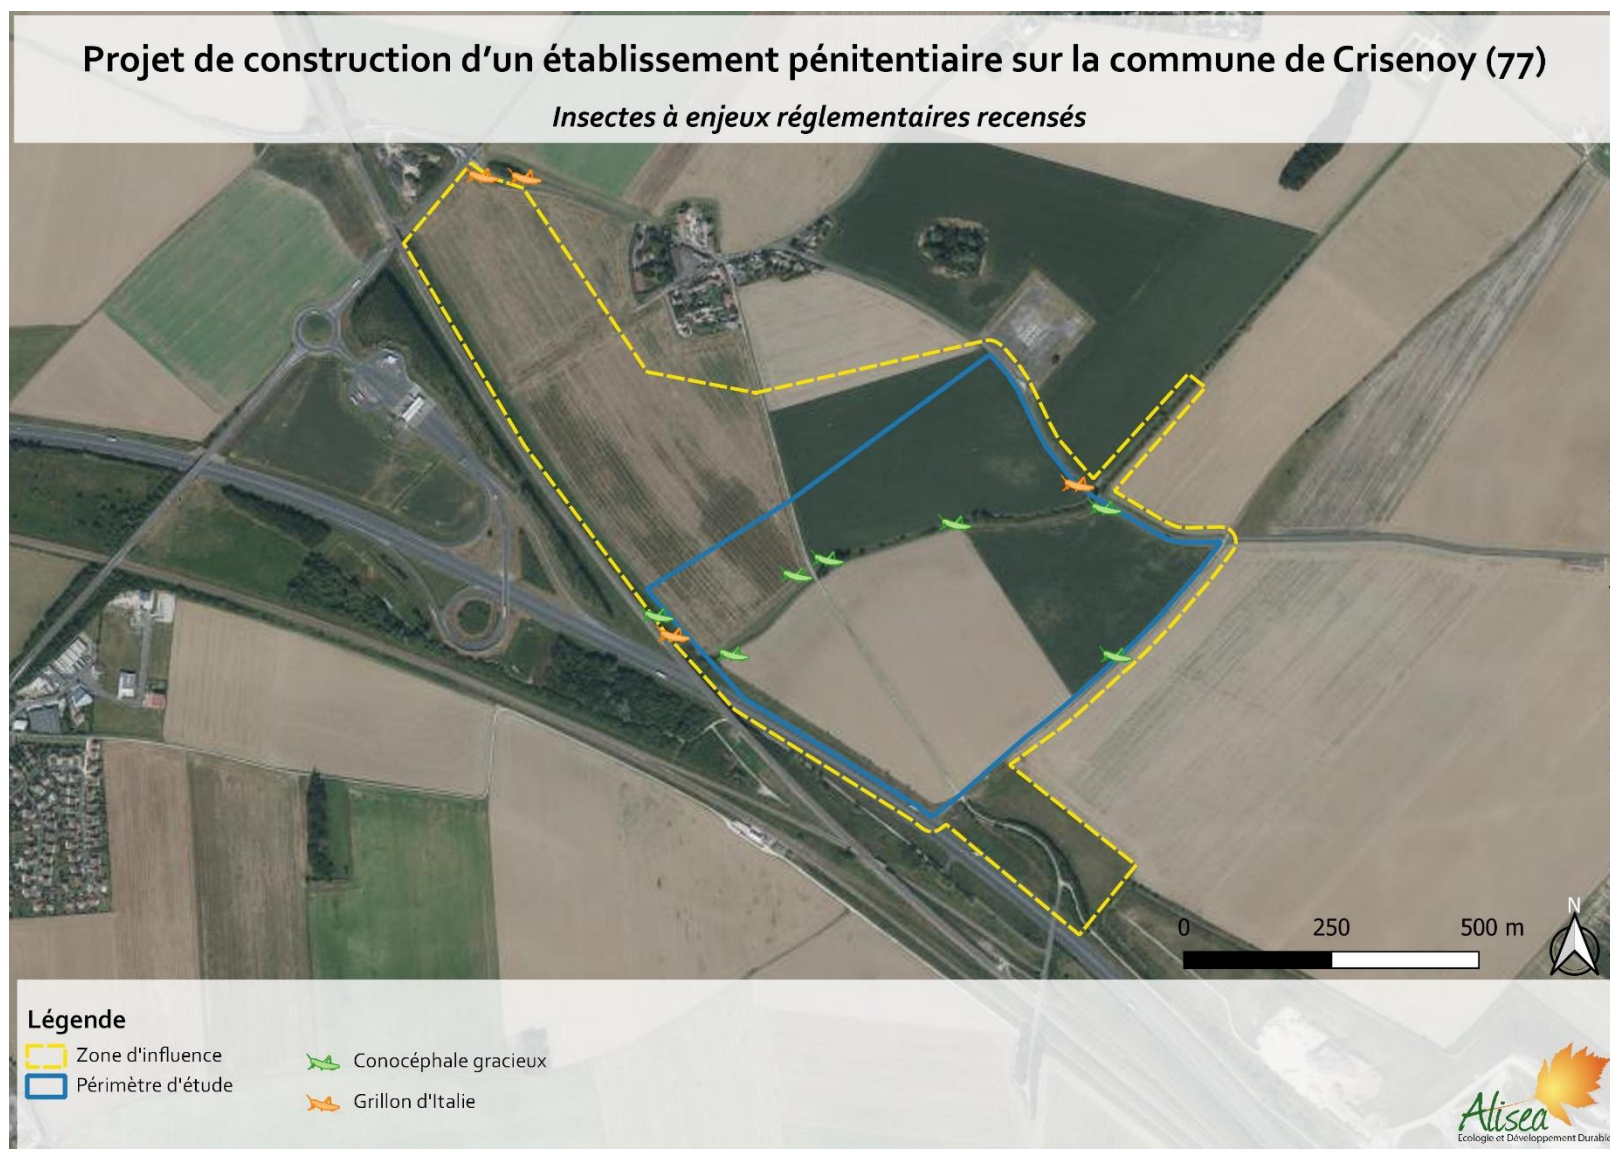 Projet de construction d'un établissement pénitentiaire sur la commune de Crisenoy (77)
Insectes à enjeux réglementaires recensés
0 250 500 m
N
Légende
Zone d'influence
Périmètre d'étude
Conocéphale gracieux
Grillon d'Italie
Alisea
Ecologie et Développement Durable